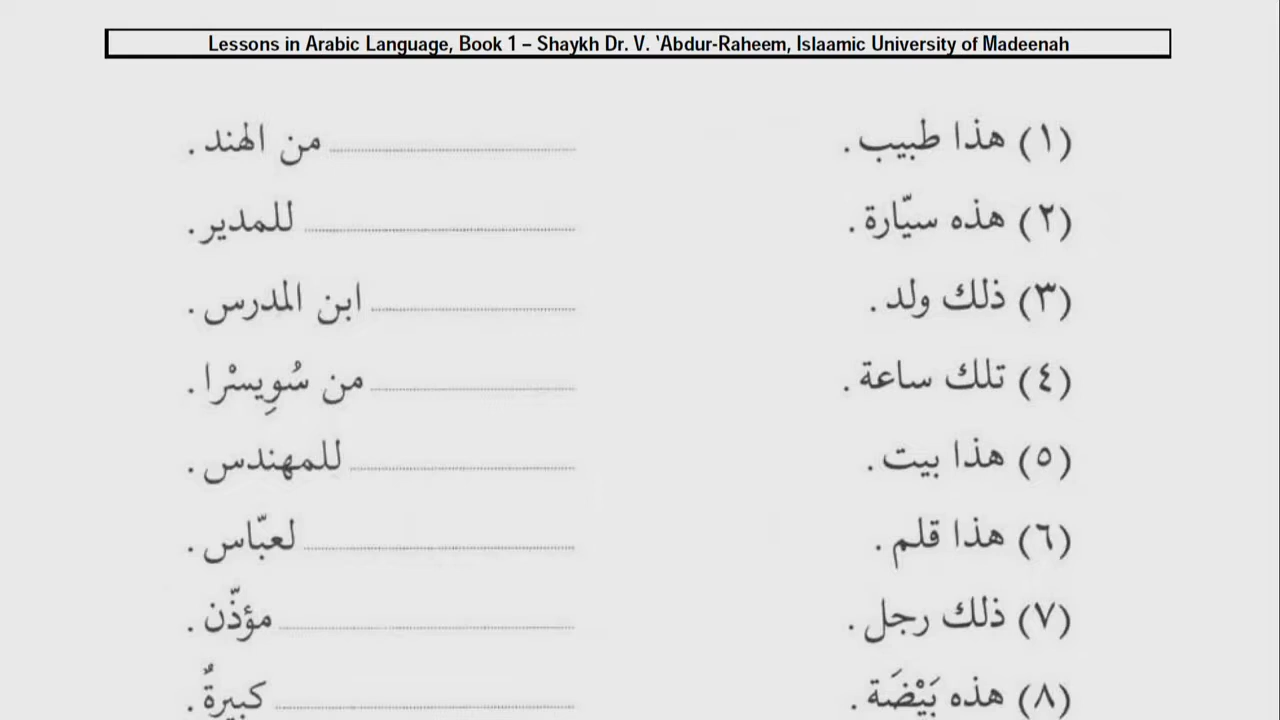 Lessons in Arabic Language, Book 1 – Shaykh Dr. V. ‛Abdur-Raheem, Islaamic University of Madeenah
(١) هذا طبيب . ........................ من الهند .
(٢) هذه سيّارة . ........................ للمدير .
(٣) ذلك ولد . ........................ ابن المدرس .
(٤) تلك ساعة . ........................ من سُوِيسْرا .
(٥) هذا بيت . ........................ للمهندس .
(٦) هذا قلم . ........................ لعبّاس .
(٧) ذلك رجل . ........................ مؤذّن .
(٨) هذه بَيْضَة . ........................ كبيرةٌ .